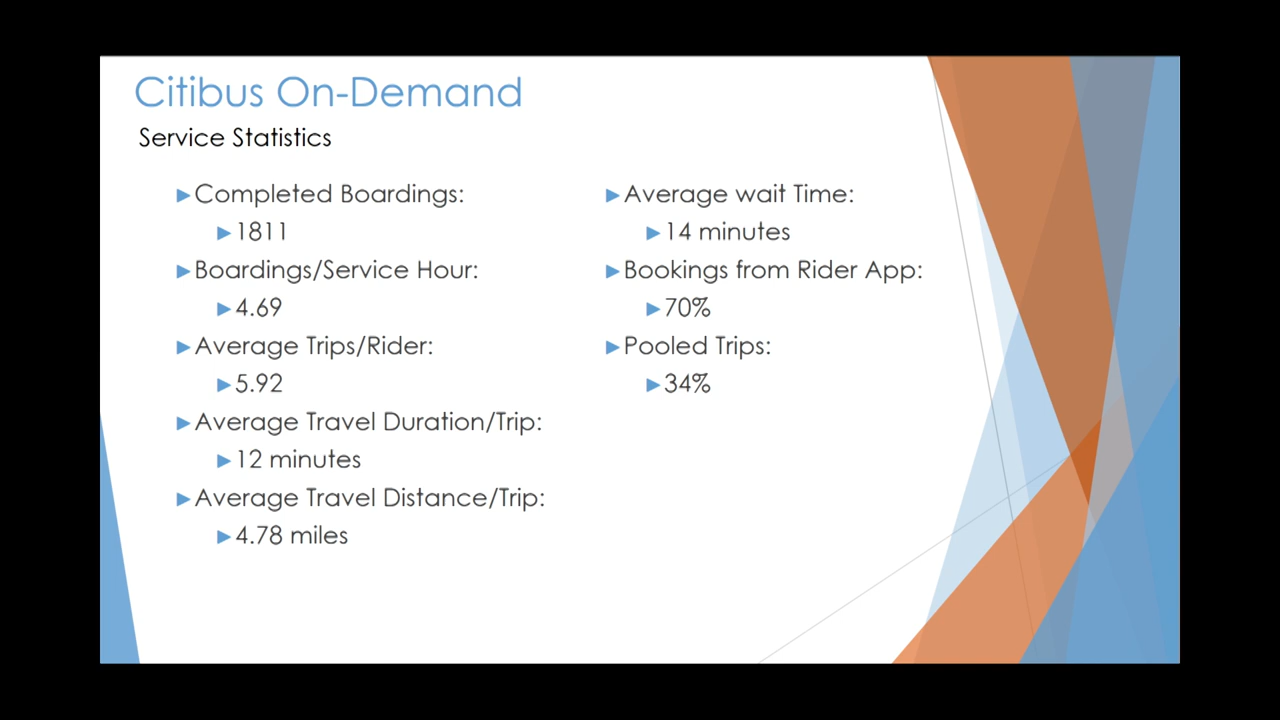 Citibus On-Demand
Service Statistics
Completed Boardings:
1811
Boardings/Service Hour:
4.69
Average Trips/Rider:
5.92
Average Travel Duration/Trip:
12 minutes
Average Travel Distance/Trip:
4.78 miles
Average wait Time:
14 minutes
Bookings from Rider App:
70%
Pooled Trips:
34%